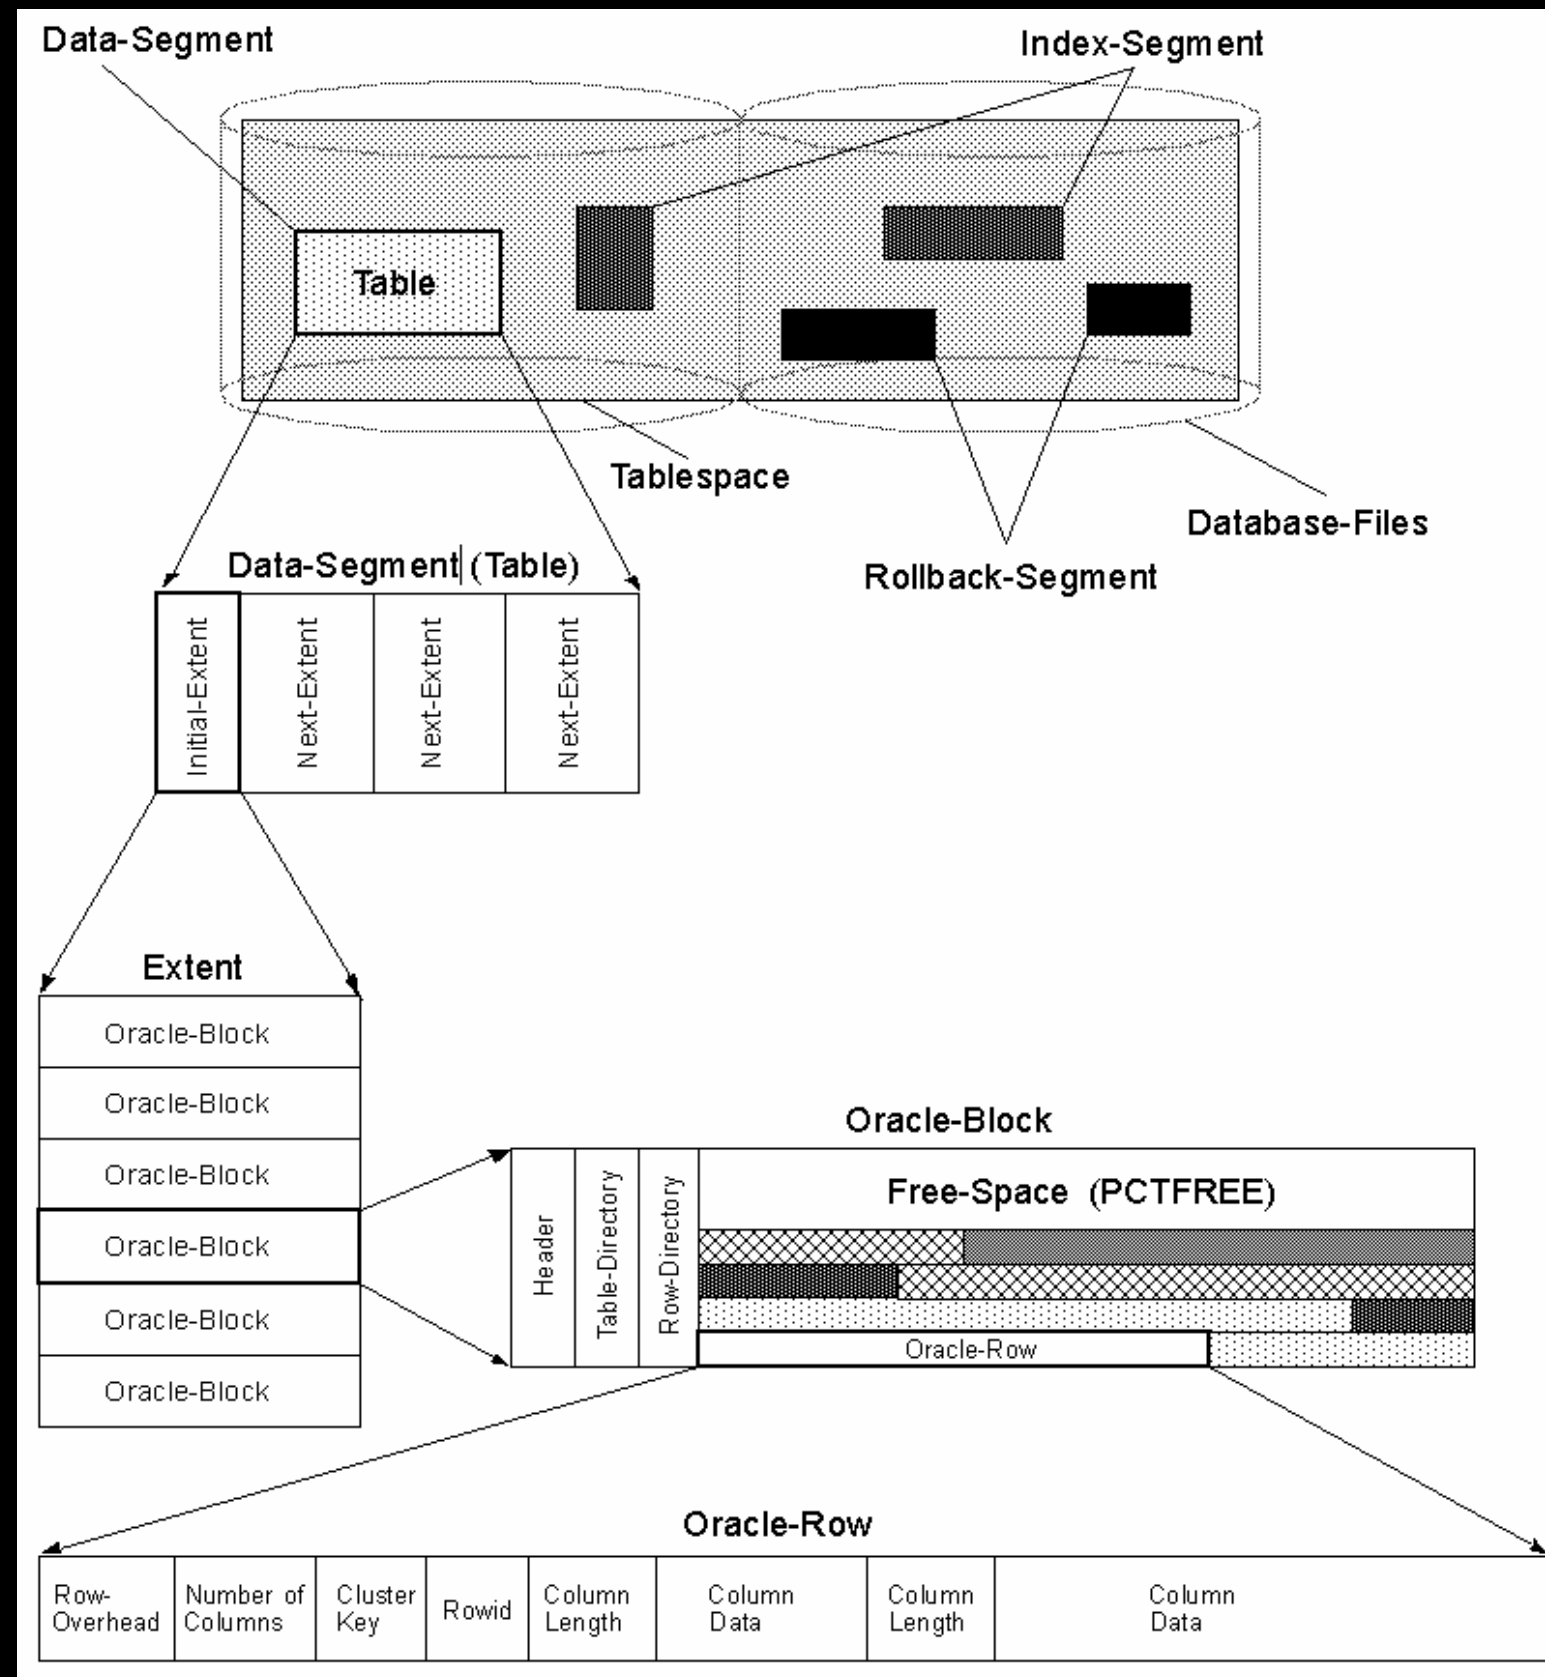 Data-Segment
Index-Segment
Table
Tablespace
Database-Files
Rollback-Segment
Data-Segment (Table)
Initial-Extent
Next-Extent
Next-Extent
Next-Extent
Extent
Oracle-Block
Oracle-Block
Oracle-Block
Oracle-Block
Oracle-Block
Oracle-Block
Oracle-Block
Header
Table-Directory
Row-Directory
Free-Space (PCTFREE)
Oracle-Row
Oracle-Row
Row-
Overhead
Number of
Columns
Cluster
Key
Rowid
Column
Length
Column
Data
Column
Length
Column
Data